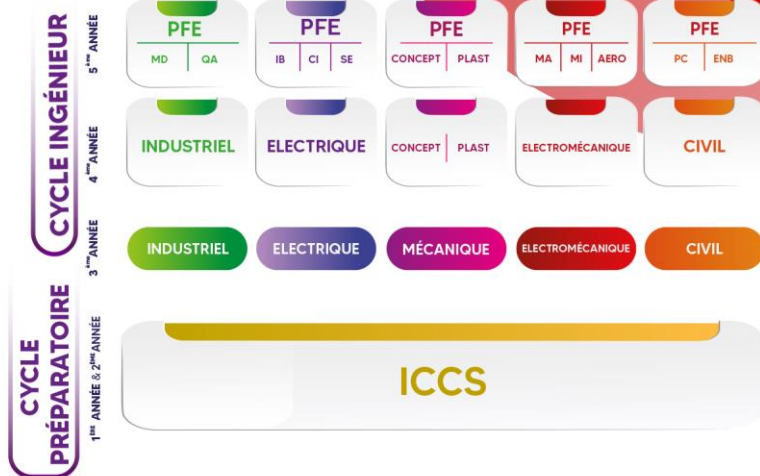 CYCLE INGÉNIEUR
5ème ANNÉE
PFE
MD QA
PFE
IB CI SE
PFE
CONCEPT PLAST
PFE
MA MI AERO
PFE
PC ENB
4ème ANNÉE
INDUSTRIEL
ELECTRIQUE
CONCEPT PLAST
ELECTROMÉCANIQUE
CIVIL
3ème ANNÉE
INDUSTRIEL
ELECTRIQUE
MÉCANIQUE
ELECTROMÉCANIQUE
CIVIL
CYCLE
PRÉPARATOIRE
1ère ANNÉE & 2ème ANNÉE
ICCS